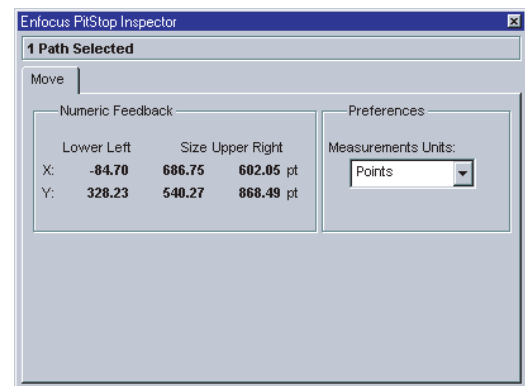 Enfocus PitStop Inspector
1 Path Selected
Move
Numeric Feedback
Lower Left Size Upper Right
X: -84.70 686.75 602.05 pt
Y: 328.23 540.27 868.49 pt
Preferences
Measurements Units:
Points